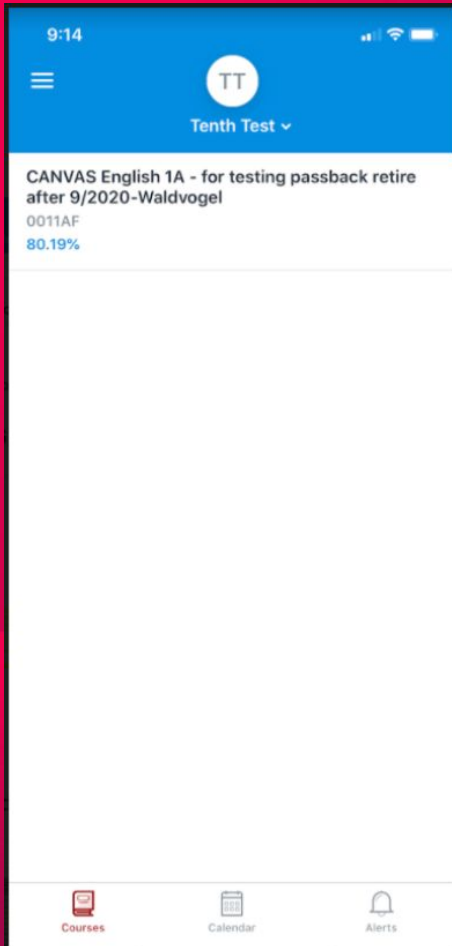 9:14
TT
Tenth Test
CANVAS English 1A - for testing passback retire
after 9/2020-Waldvogel
0011AF
80.19%
Courses
Calendar
Alerts